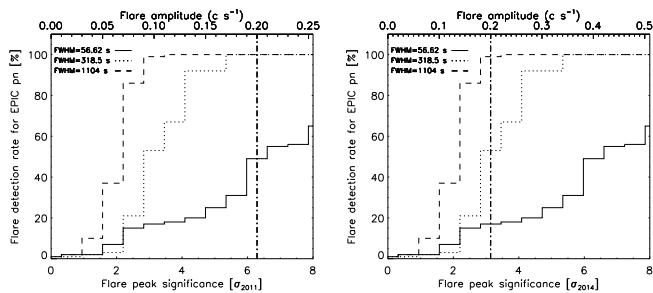 Flare amplitude (c s⁻¹)
0.00 0.05 0.10 0.15 0.20 0.25
100
80
60
40
20
0
FWHM=56.62 s
FWHM=318.5 s
FWHM=1104 s
Flare detection rate for EPIC pn [%]
0 2 4 6 8
Flare peak significance [σ2011]
Flare amplitude (c s⁻¹)
0.0 0.1 0.2 0.3 0.4 0.5
100
80
60
40
20
0
FWHM=56.62 s
FWHM=318.5 s
FWHM=1104 s
Flare detection rate for EPIC pn [%]
0 2 4 6 8
Flare peak significance [σ2014]